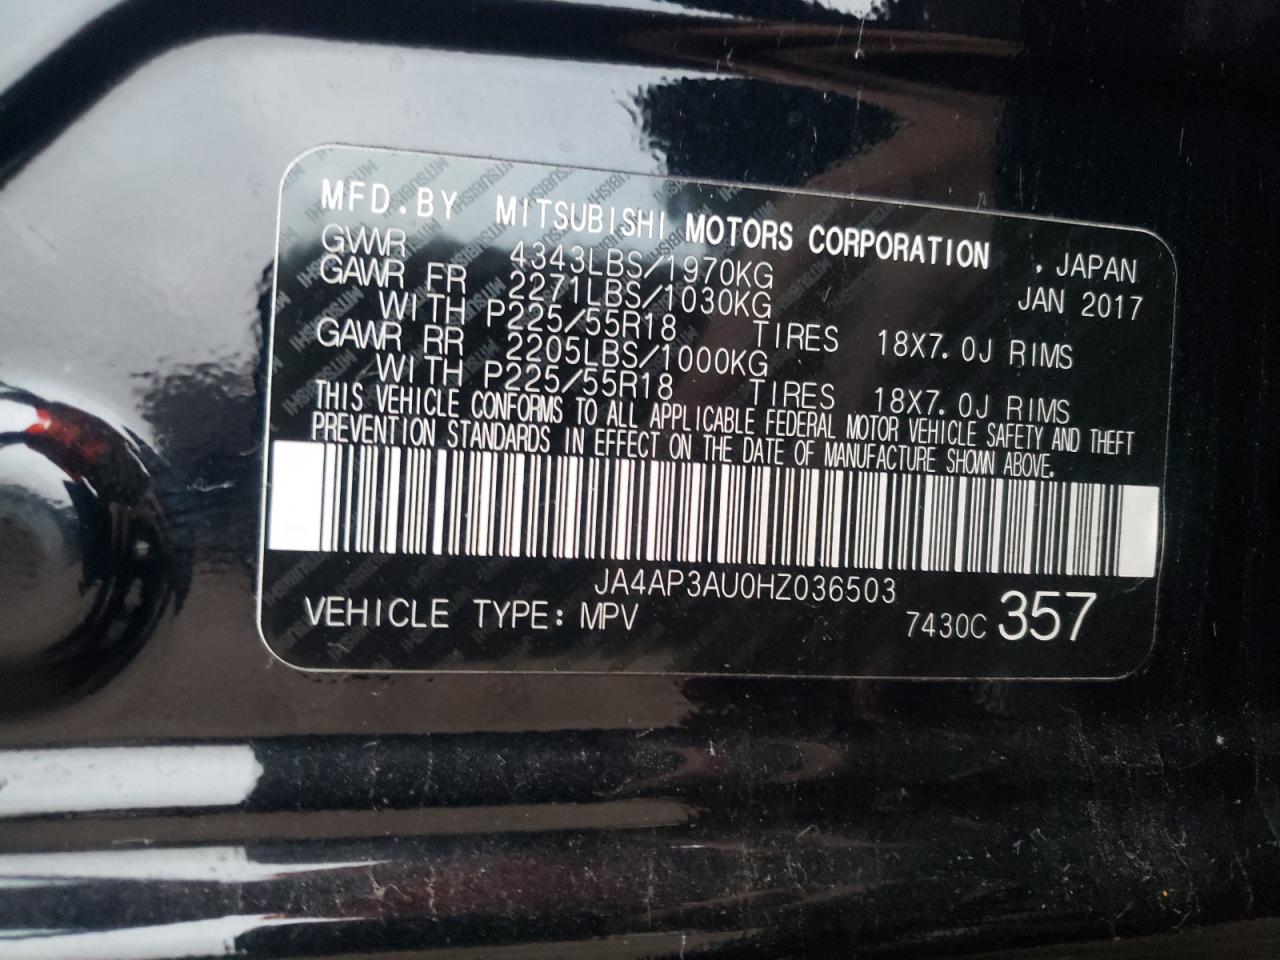 MFD.BY MITSUBISHI MOTORS CORPORATION , JAPAN
GVWR 4343LBS/1970KG JAN 2017
GAWR FR 2271LBS/1030KG
WITH P225/55R18 TIRES 18X7.0J RIMS
GAWR RR 2205LBS/1000KG
WITH P225/55R18 TIRES 18X7.0J RIMS
THIS VEHICLE CONFORMS TO ALL APPLICABLE FEDERAL MOTOR VEHICLE SAFETY AND THEFT
PREVENTION STANDARDS IN EFFECT ON THE DATE OF MANUFACTURE SHOWN ABOVE.
JA4AP3AU0HZ036503
VEHICLE TYPE: MPV 7430C 357